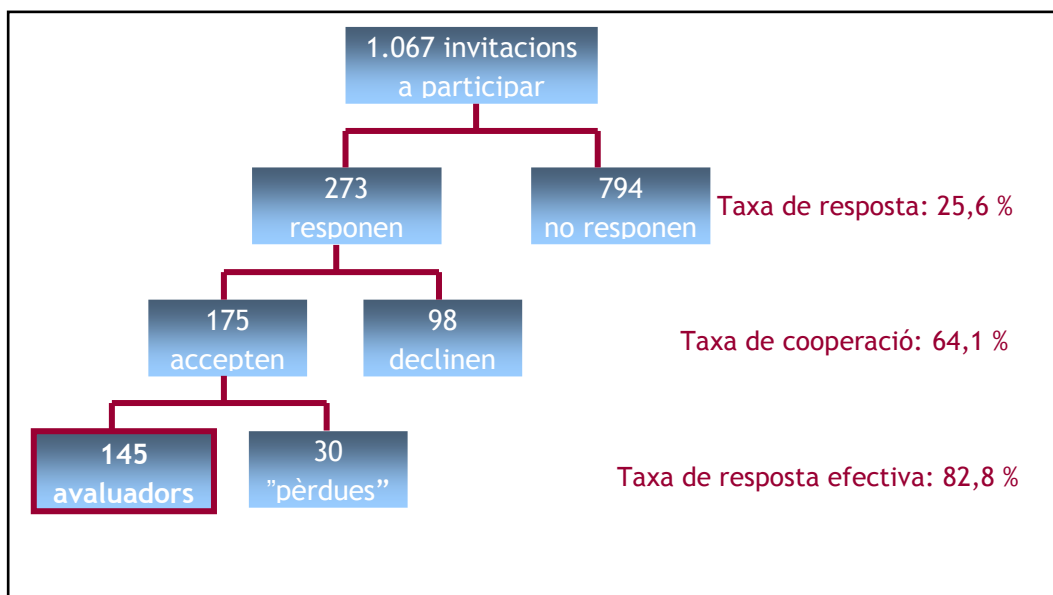 1.067 invitacions
a participar
273
responen
794
no responen
Taxa de resposta: 25,6 %
175
accepten
98
declinen
Taxa de cooperació: 64,1 %
145
avaluadors
30
”pèrdues”
Taxa de resposta efectiva: 82,8 %